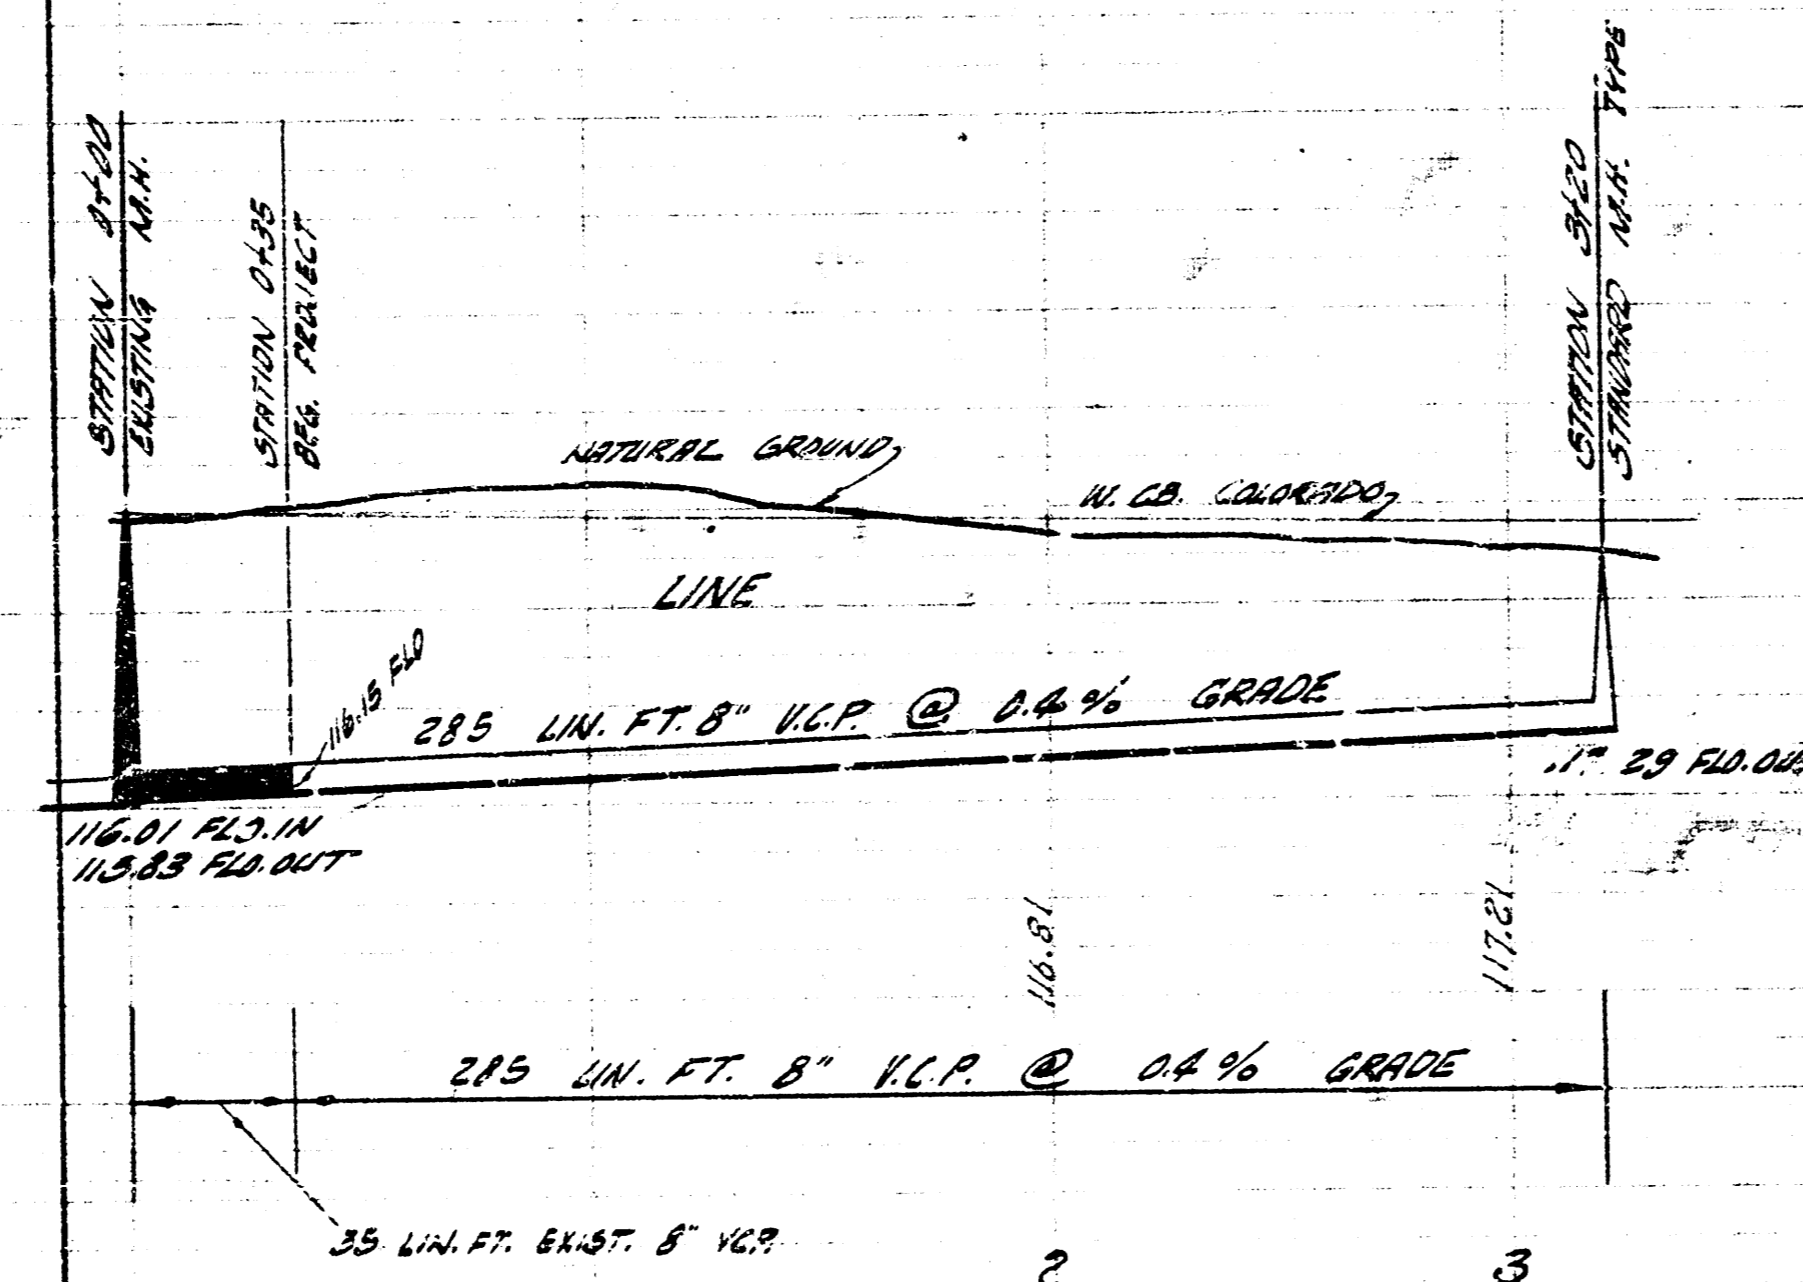 STATION 0+00
EXISTING M.H.
STATION 0+35
BEG. PROJECT
STATION 3+20
STANDARD M.H. TYPE
NATURAL GROUND
W. CB. COLORADO
LINE
116.15 FLO
285 LIN. FT. 8" V.C.P. @ 0.4% GRADE
29 FLO. OUT
116.01 FLO. IN
115.83 FLO. OUT
116.81
117.21
285 LIN. FT. 8" V.C.P. @ 0.4% GRADE
35 LIN. FT. EXIST. 8" V.C.P.
2
3